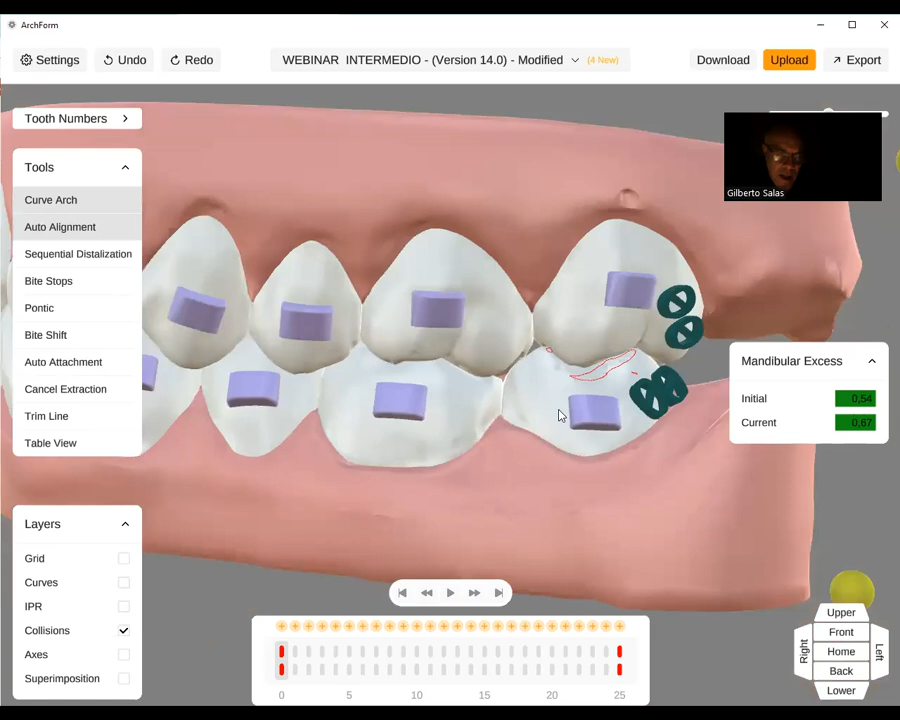 ArchForm
Settings
Undo
Redo
WEBINAR INTERMEDIO - (Version 14.0) - Modified
(4 New)
Download
Upload
Export
Tooth Numbers
Tools
Curve Arch
Auto Alignment
Sequential Distalization
Bite Stops
Pontic
Bite Shift
Auto Attachment
Cancel Extraction
Trim Line
Table View
Gilberto Salas
Mandibular Excess
Initial 0,54
Current 0,67
Layers
Grid
Curves
IPR
Collisions
Axes
Superimposition
0 5 10 15 20 25
Upper
Front
Right
Home
Left
Back
Lower